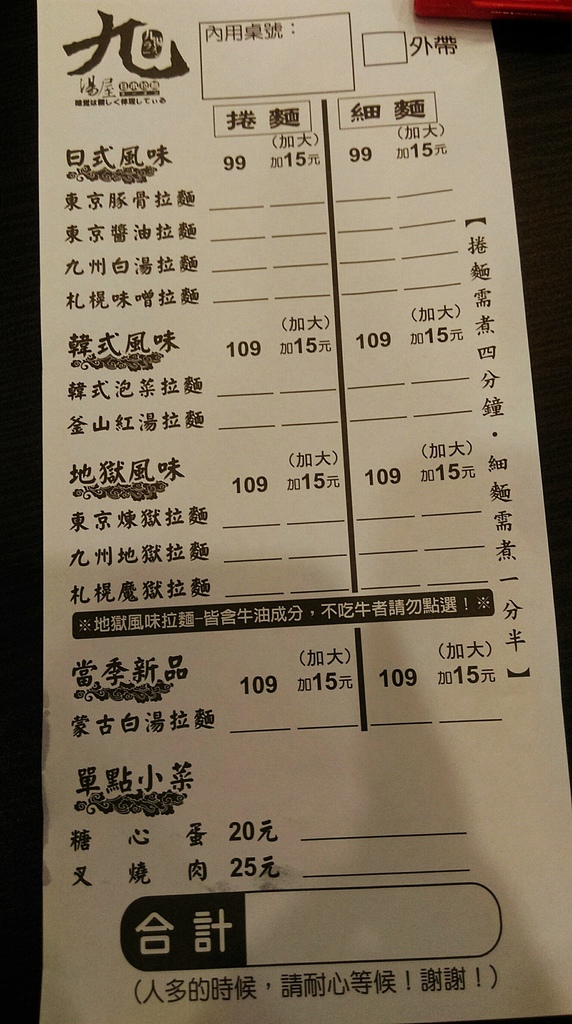 九
湯屋 日本拉麵
內用桌號：
外帶
捲麵 細麵
日式風味 99 (加大) 加15元 99 (加大) 加15元
東京豚骨拉麵
東京醬油拉麵
九州白湯拉麵
札幌味噌拉麵
韓式風味 109 (加大) 加15元 109 (加大) 加15元
韓式泡菜拉麵
釜山紅湯拉麵
地獄風味 109 (加大) 加15元 109 (加大) 加15元
東京煉獄拉麵
九州地獄拉麵
札幌魔獄拉麵
※地獄風味拉麵-皆含牛油成分，不吃牛者請勿點選！※
當季新品 109 (加大) 加15元 109 (加大) 加15元
蒙古白湯拉麵
【捲麵需煮四分鐘・細麵需煮一分半】
單點小菜
糖心蛋 20元
叉燒肉 25元
合計
(人多的時候，請耐心等候！謝謝！)